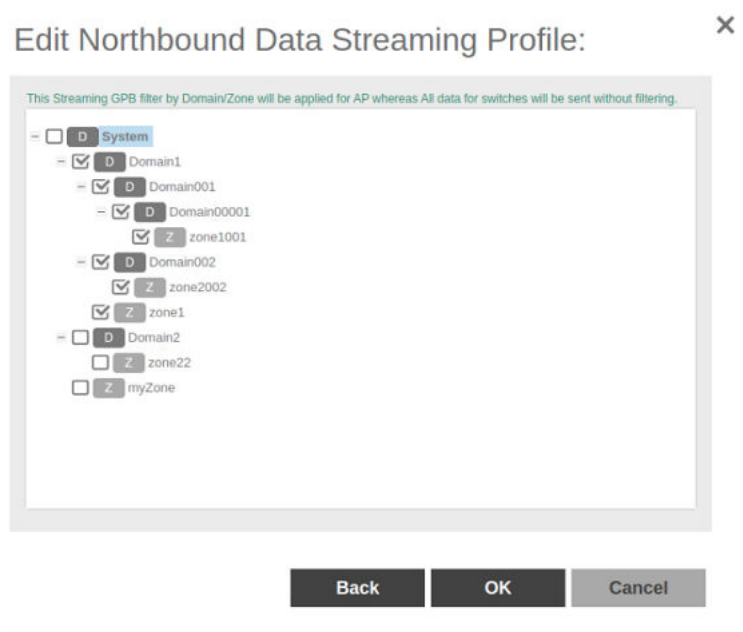 Edit Northbound Data Streaming Profile:
This Streaming GPB filter by Domain/Zone will be applied for AP whereas All data for switches will be sent without filtering.
D System
D Domain1
D Domain001
D Domain00001
Z zone1001
D Domain002
Z zone2002
Z zone1
D Domain2
Z zone22
Z myZone
Back OK Cancel